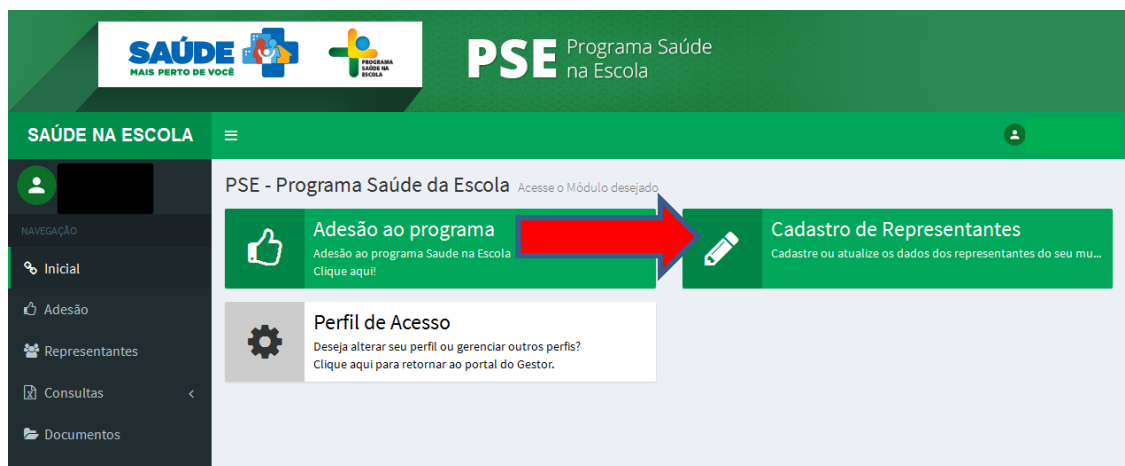 SAÚDE
MAIS PERTO DE VOCÊ
PROGRAMA
SAÚDE NA
ESCOLA
PSE Programa Saúde
na Escola
SAÚDE NA ESCOLA
NAVEGAÇÃO
Inicial
Adesão
Representantes
Consultas
Documentos
PSE - Programa Saúde da Escola Acesse o Módulo desejado
Adesão ao programa
Adesão ao programa Saude na Escola
Clique aqui!
Cadastro de Representantes
Cadastre ou atualize os dados dos representantes do seu mu...
Perfil de Acesso
Deseja alterar seu perfil ou gerenciar outros perfis?
Clique aqui para retornar ao portal do Gestor.